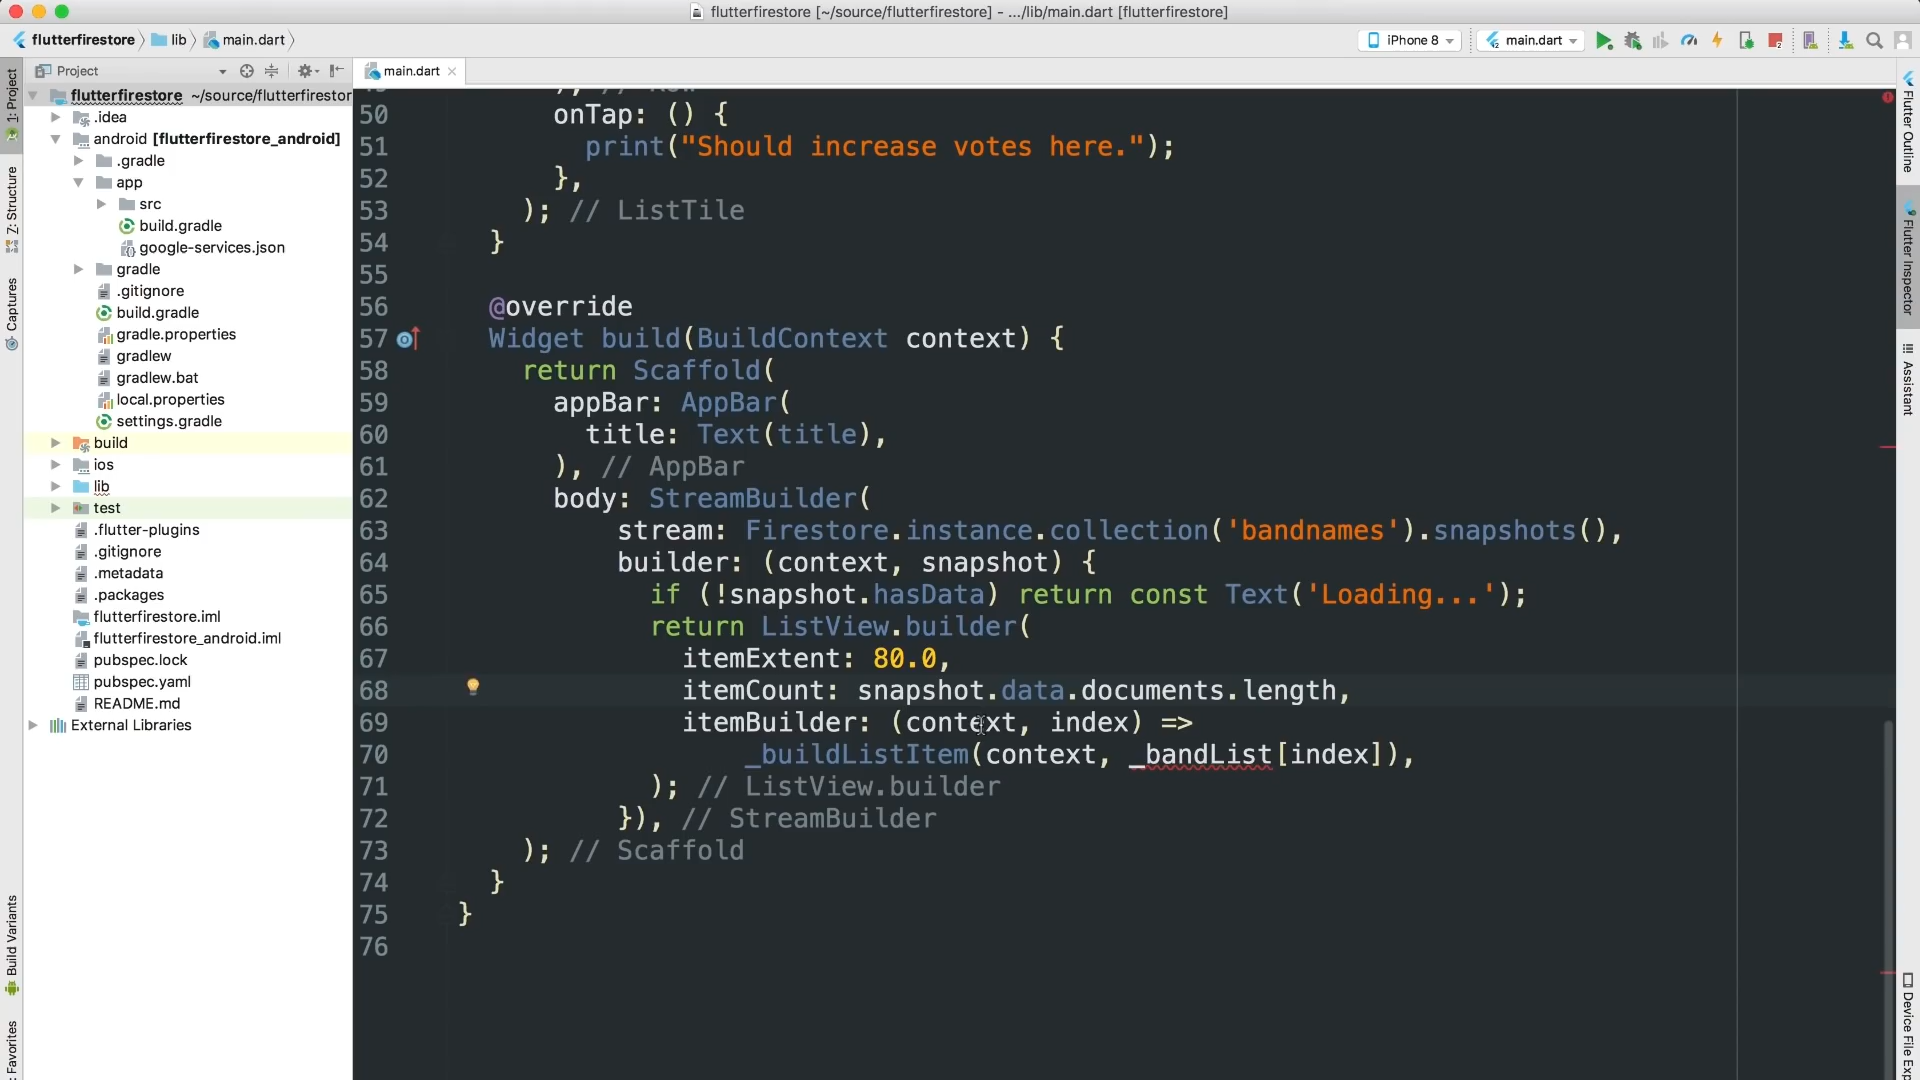 flutterfirestore [~/source/flutterfirestore] - .../lib/main.dart [flutterfirestore]
flutterfirestore
lib
main.dart
iPhone 8
main.dart
Project
main.dart
1: Project
Z: Structure
Captures
Build Variants
Favorites
flutterfirestore ~/source/flutterfirestor
.idea
android [flutterfirestore_android]
.gradle
app
src
build.gradle
google-services.json
gradle
.gitignore
build.gradle
gradle.properties
gradlew
gradlew.bat
local.properties
settings.gradle
build
ios
lib
test
.flutter-plugins
.gitignore
.metadata
.packages
flutterfirestore.iml
flutterfirestore_android.iml
pubspec.lock
pubspec.yaml
README.md
External Libraries
50 onTap: () {
51 print("Should increase votes here.");
52 },
53 ); // ListTile
54 }
55
56 @override
57 Widget build(BuildContext context) {
58 return Scaffold(
59 appBar: AppBar(
60 title: Text(title),
61 ), // AppBar
62 body: StreamBuilder(
63 stream: Firestore.instance.collection('bandnames').snapshots(),
64 builder: (context, snapshot) {
65 if (!snapshot.hasData) return const Text('Loading...');
66 return ListView.builder(
67 itemExtent: 80.0,
68 itemCount: snapshot.data.documents.length,
69 itemBuilder: (context, index) =>
70 _buildListItem(context, _bandList[index]),
71 ); // ListView.builder
72 }), // StreamBuilder
73 ); // Scaffold
74 }
75 }
76
Flutter Outline
Flutter Inspector
Assistant
Device File Exp